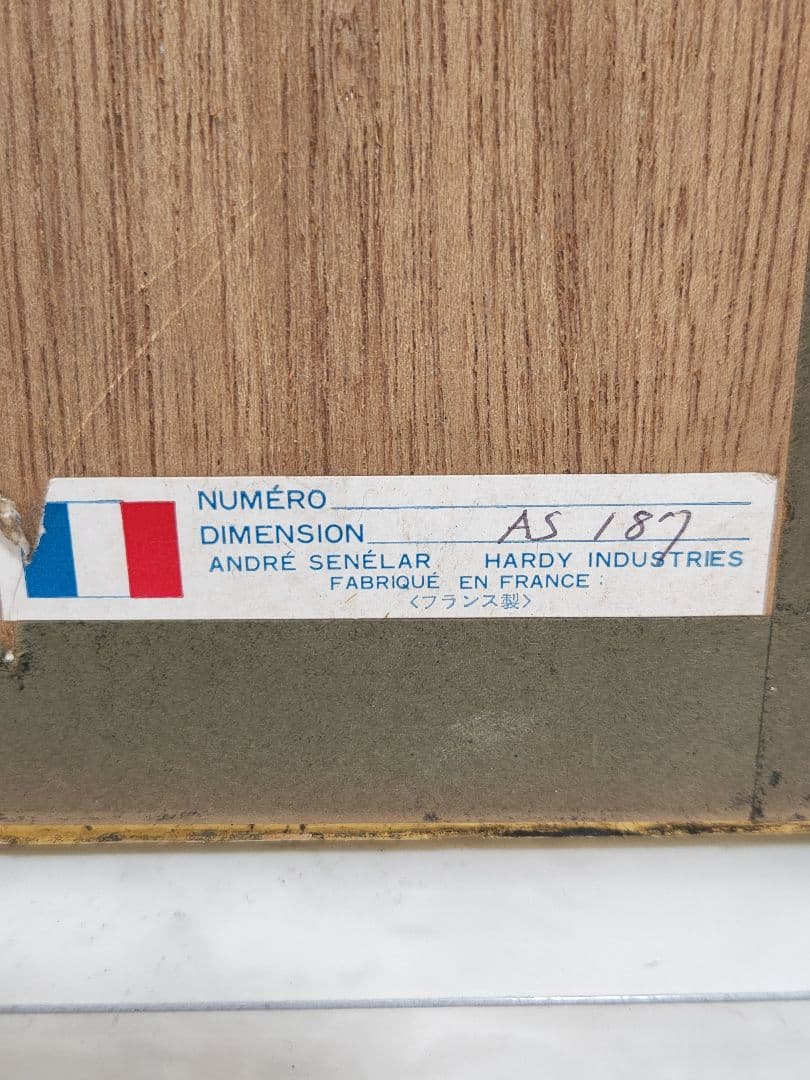 NUMÉRO
DIMENSION AS 187
ANDRÉ SENÉLAR HARDY INDUSTRIES
FABRIQUÉ EN FRANCE :
〈フランス製〉